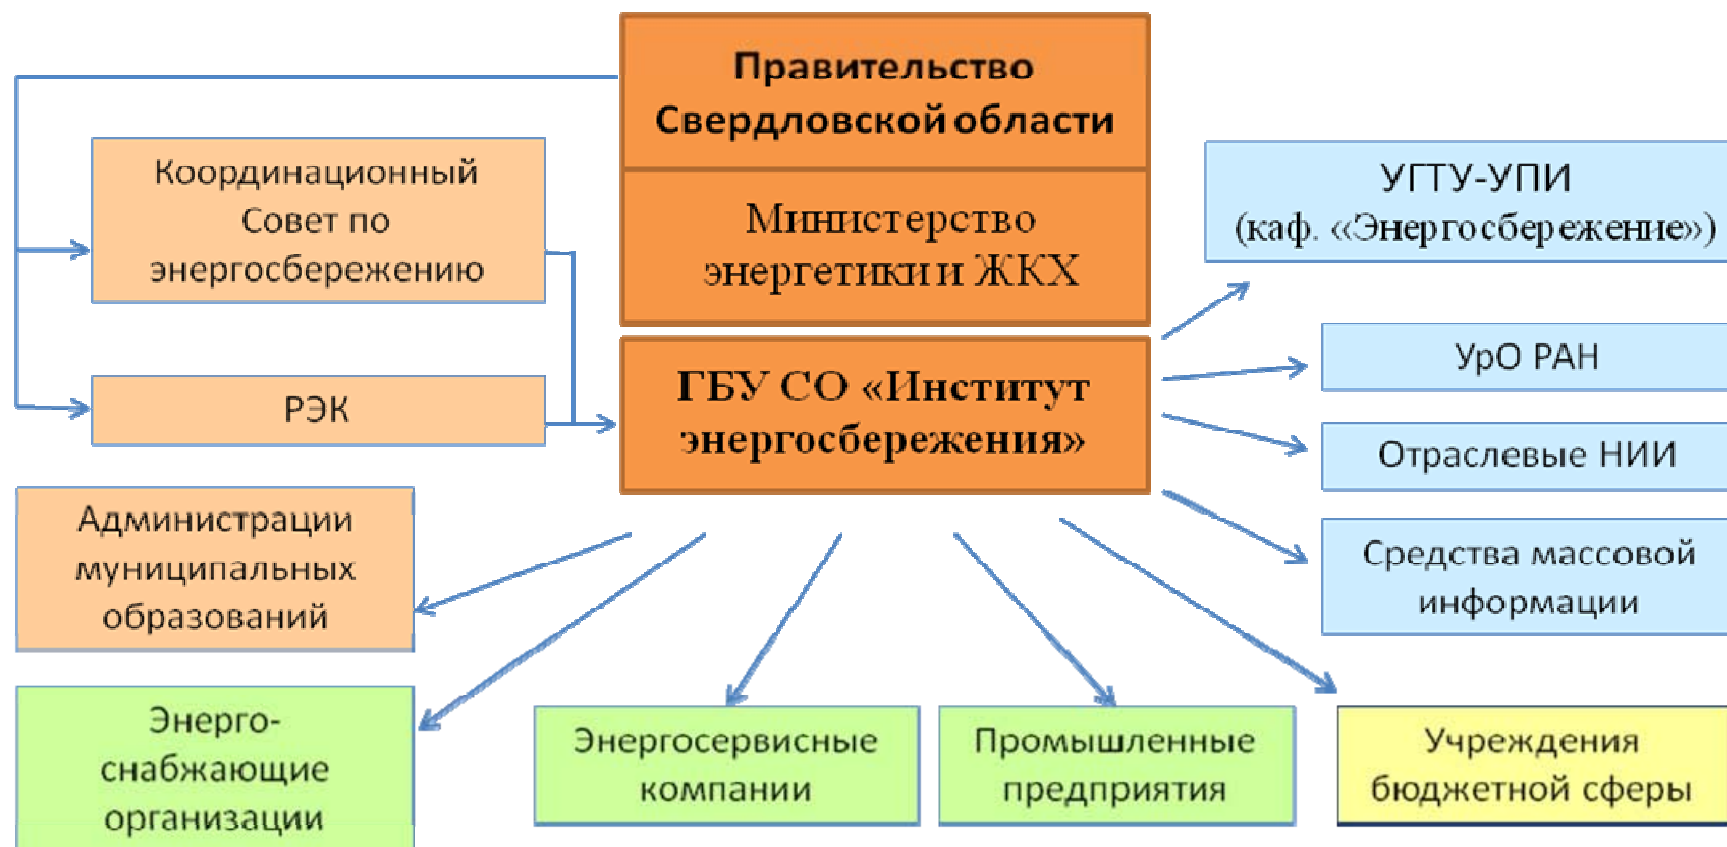 Правительство
Свердловской области
Министерство
энергетики и ЖКХ
ГБУ СО «Институт
энергосбережения»
Координационный
Совет по
энергосбережению
РЭК
Администрации
муниципальных
образований
Энерго-
снабжающие
организации
Энергосервисные
компании
Промышленные
предприятия
Учреждения
бюджетной сферы
УГТУ-УПИ
(каф. «Энергосбережение»)
УрО РАН
Отраслевые НИИ
Средства массовой
информации